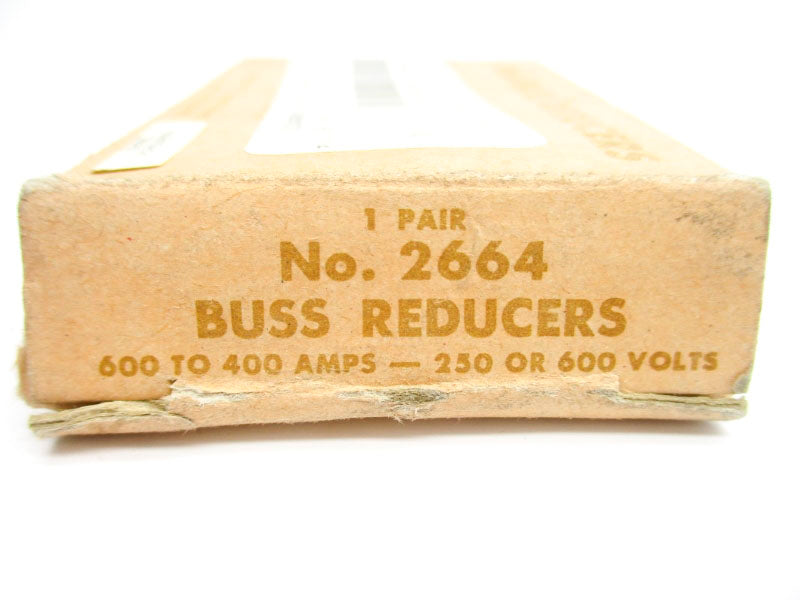 1 PAIR
No. 2664
BUSS REDUCERS
600 TO 400 AMPS — 250 OR 600 VOLTS